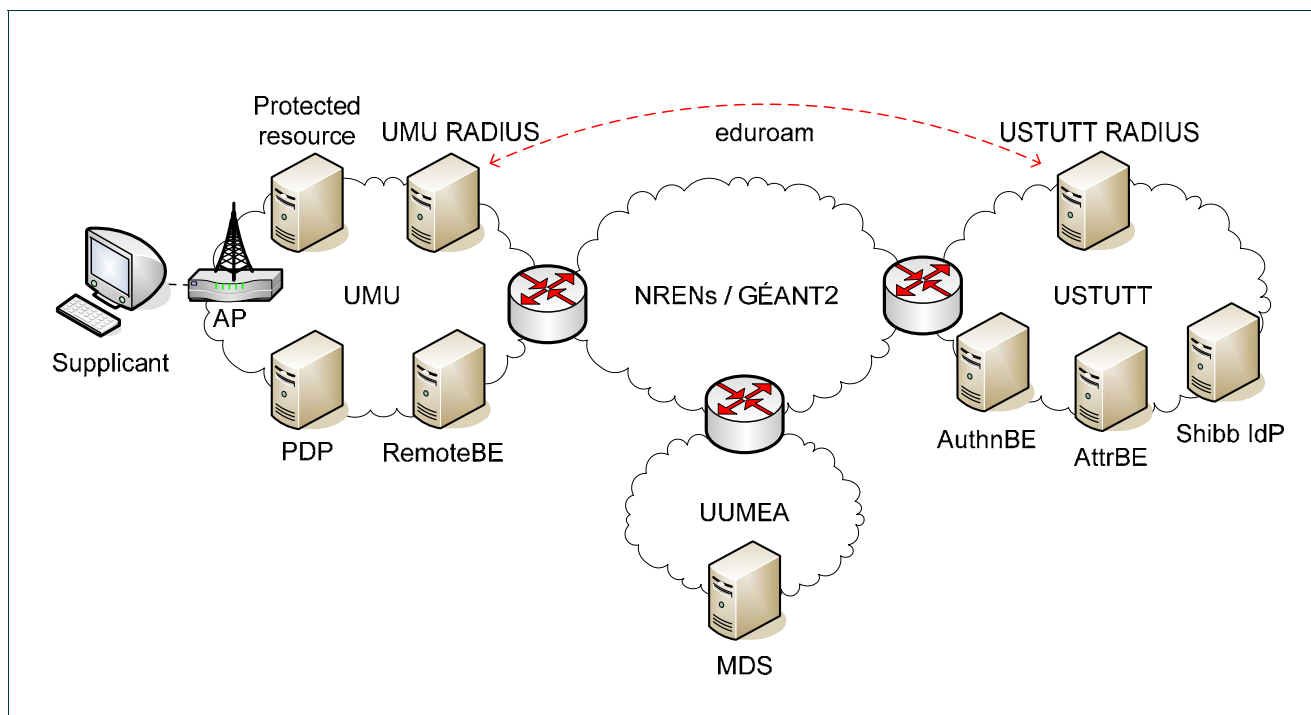 Protected
resource
UMU RADIUS
eduroam
USTUTT RADIUS
UMU
NRENs / GÉANT2
USTUTT
AP
Supplicant
PDP
RemoteBE
AuthnBE
AttrBE
Shibb IdP
UUMEA
MDS